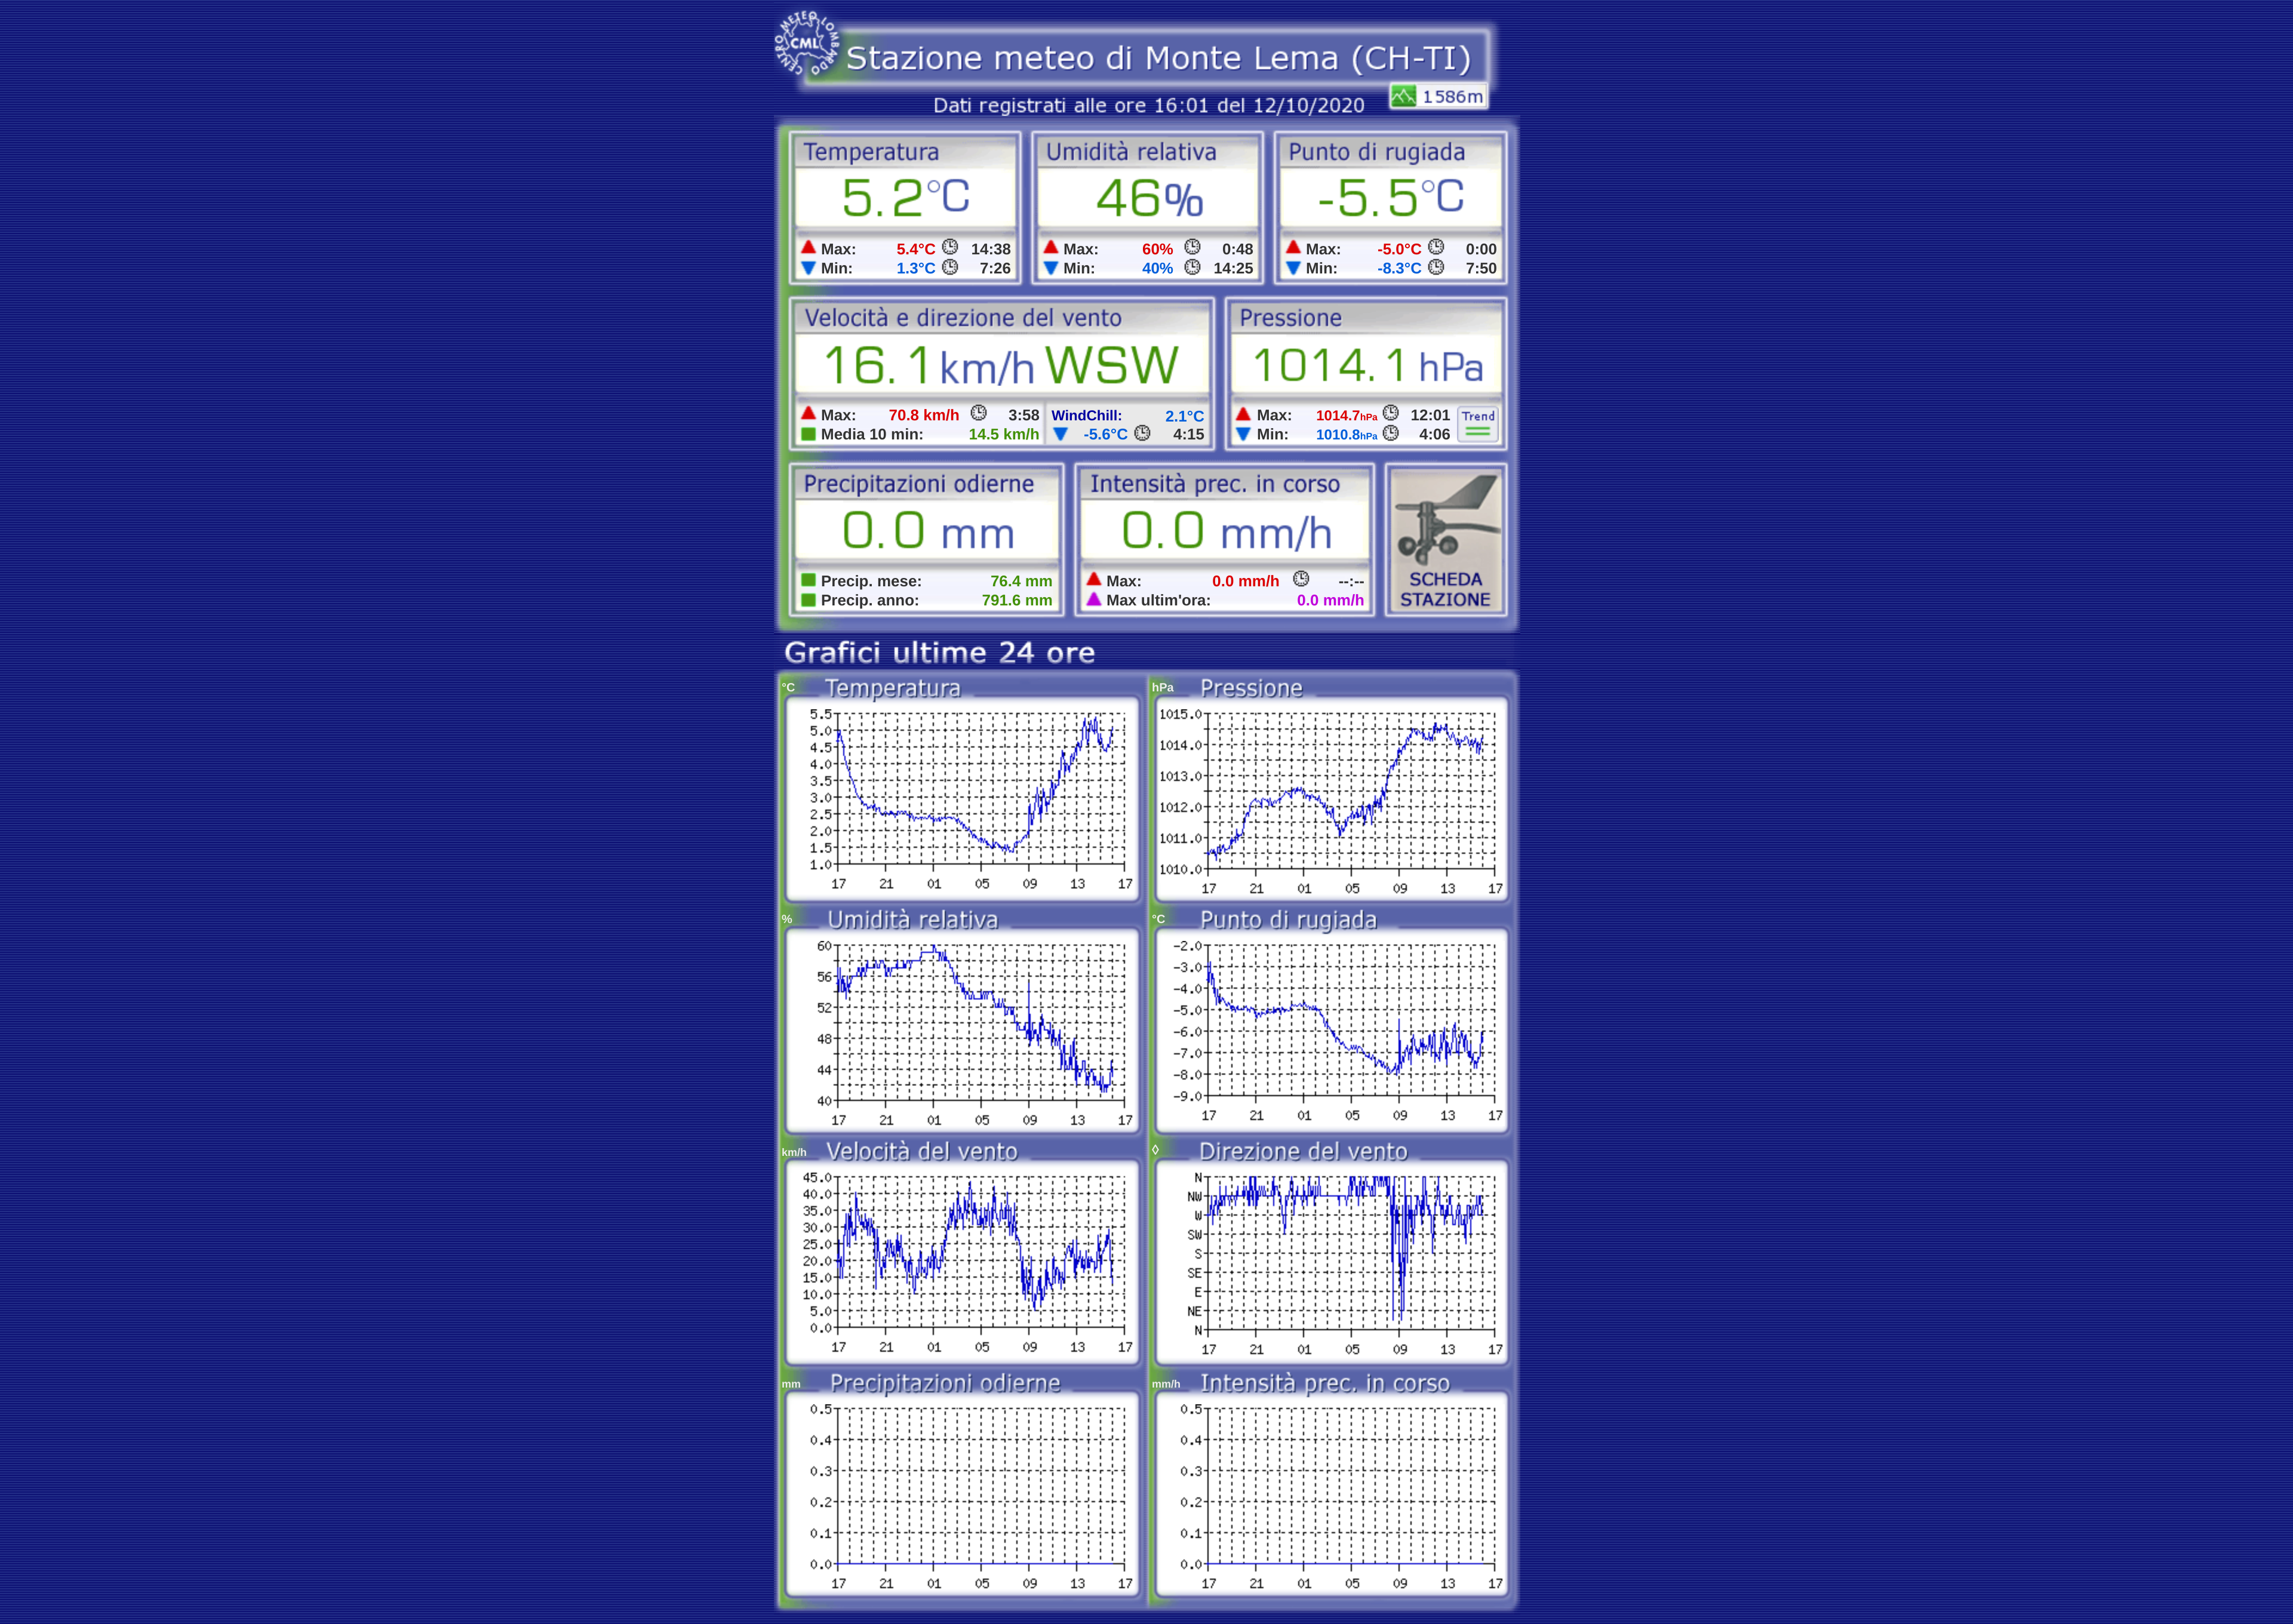 CENTRO METEO LOMBARDO
CML
Stazione meteo di Monte Lema (CH-TI)
1586m
Dati registrati alle ore 16:01 del 12/10/2020
Temperatura
5.2°C
Max: 5.4°C 14:38
Min: 1.3°C 7:26
Umidità relativa
46%
Max: 60% 0:48
Min: 40% 14:25
Punto di rugiada
-5.5°C
Max: -5.0°C 0:00
Min: -8.3°C 7:50
Velocità e direzione del vento
16.1 km/h WSW
Max: 70.8 km/h 3:58
Media 10 min: 14.5 km/h
WindChill: 2.1°C
-5.6°C 4:15
Pressione
1014.1 hPa
Max: 1014.7hPa 12:01
Min: 1010.8hPa 4:06
Trend
Precipitazioni odierne
0.0 mm
Precip. mese: 76.4 mm
Precip. anno: 791.6 mm
Intensità prec. in corso
0.0 mm/h
Max: 0.0 mm/h --:--
Max ultim'ora: 0.0 mm/h
SCHEDA
STAZIONE
Grafici ultime 24 ore
°C Temperatura
5.5
5.0
4.5
4.0
3.5
3.0
2.5
2.0
1.5
1.0
17 21 01 05 09 13 17
hPa Pressione
1015.0
1014.0
1013.0
1012.0
1011.0
1010.0
17 21 01 05 09 13 17
% Umidità relativa
60
56
52
48
44
40
17 21 01 05 09 13 17
°C Punto di rugiada
-2.0
-3.0
-4.0
-5.0
-6.0
-7.0
-8.0
-9.0
17 21 01 05 09 13 17
km/h Velocità del vento
45.0
40.0
35.0
30.0
25.0
20.0
15.0
10.0
5.0
0.0
17 21 01 05 09 13 17
◊ Direzione del vento
N
NW
W
SW
S
SE
E
NE
N
17 21 01 05 09 13 17
mm Precipitazioni odierne
0.5
0.4
0.3
0.2
0.1
0.0
17 21 01 05 09 13 17
mm/h Intensità prec. in corso
0.5
0.4
0.3
0.2
0.1
0.0
17 21 01 05 09 13 17